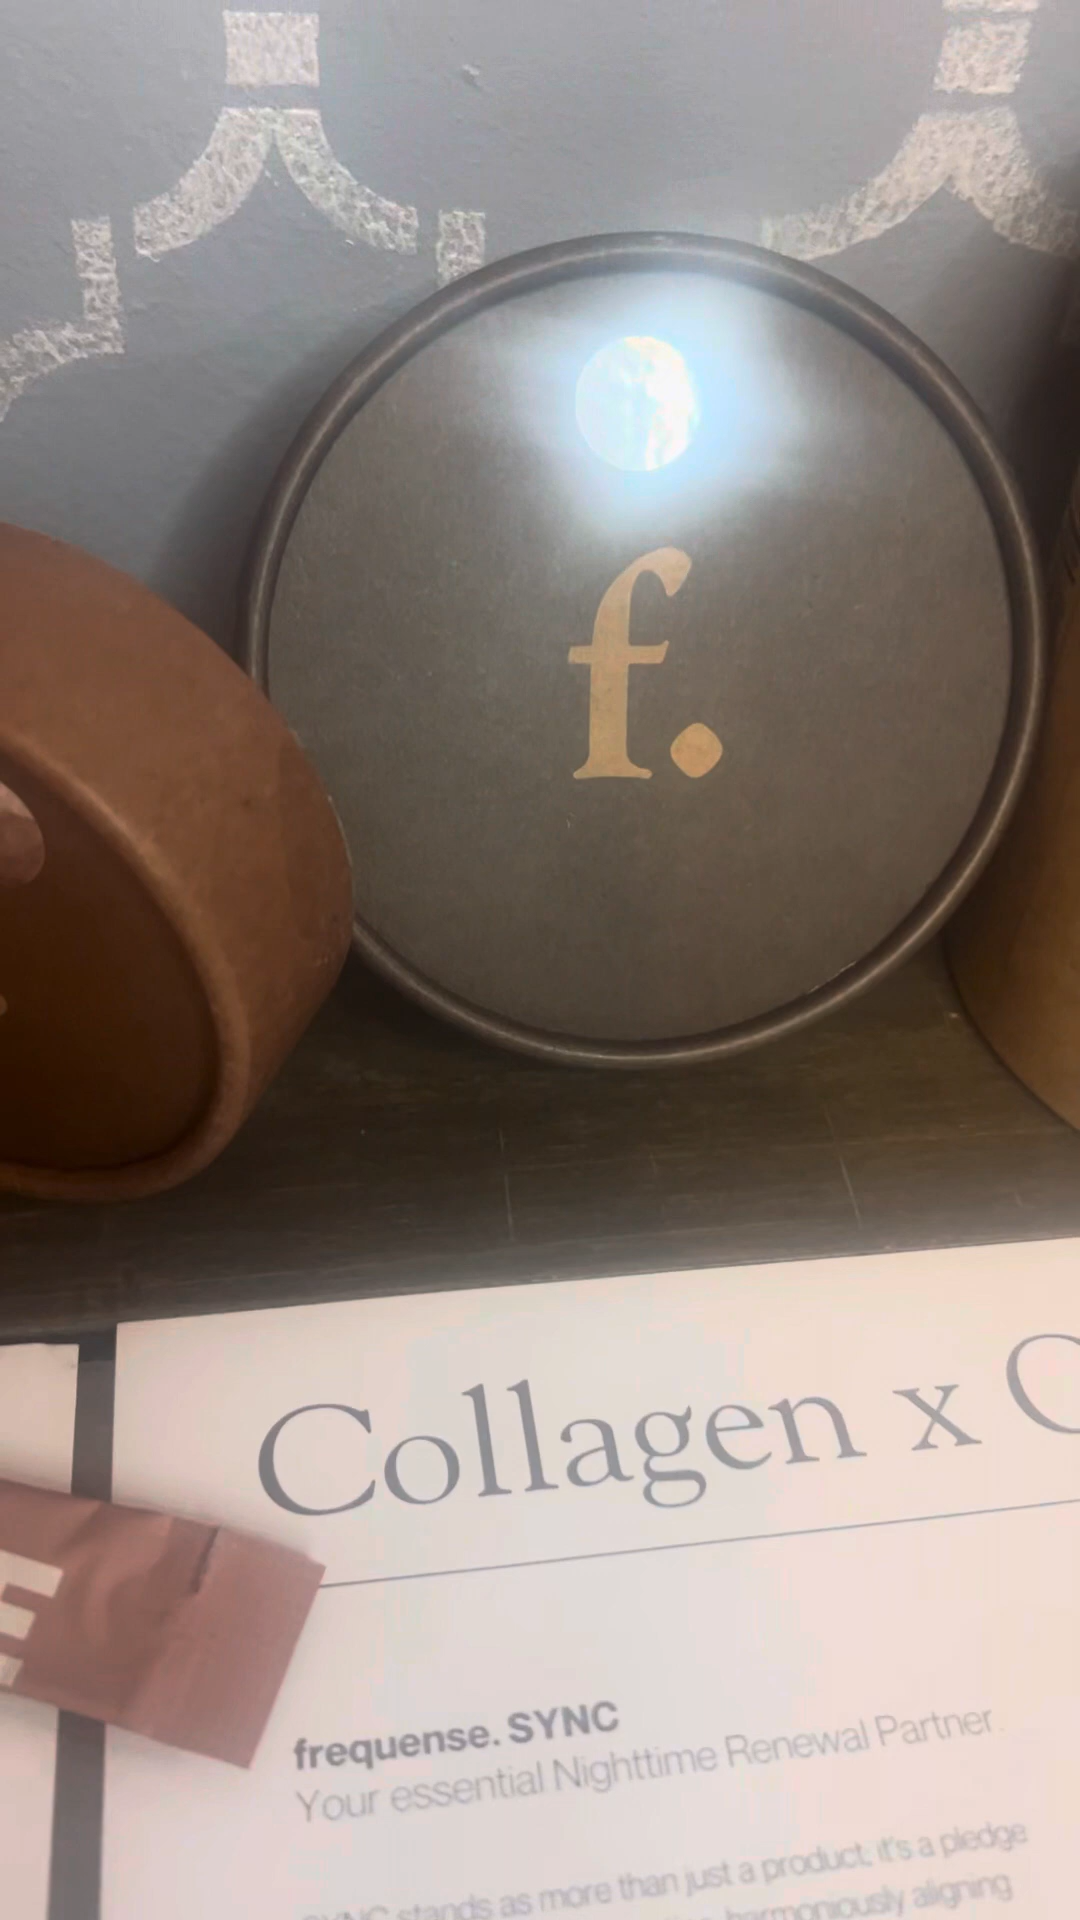 f.
Collagen x C
E
frequense. SYNC
Your essential Nighttime Renewal Partner.
SYNC stands as more than just a product, it's a pledge
harmoniously aligning